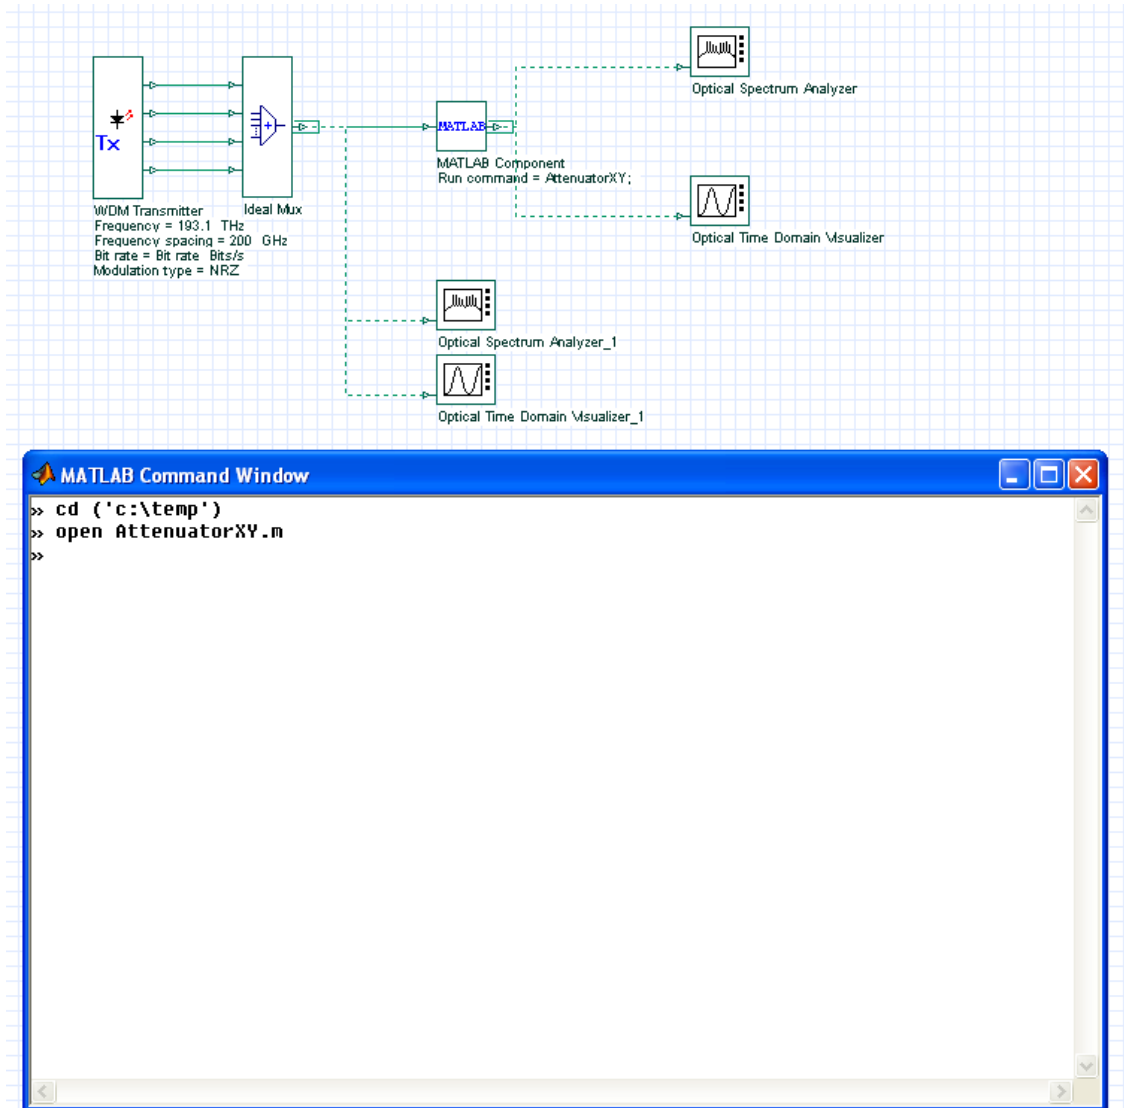 Optical Spectrum Analyzer
Tx
MATLAB
MATLAB Component
Run command = AttenuatorXY;
WDM Transmitter
Frequency = 193.1 THz
Frequency spacing = 200 GHz
Bit rate = Bit rate Bits/s
Modulation type = NRZ
Ideal Mux
Optical Time Domain Visualizer
Optical Spectrum Analyzer_1
Optical Time Domain Visualizer_1
MATLAB Command Window
» cd ('c:\temp')
» open AttenuatorXY.m
»